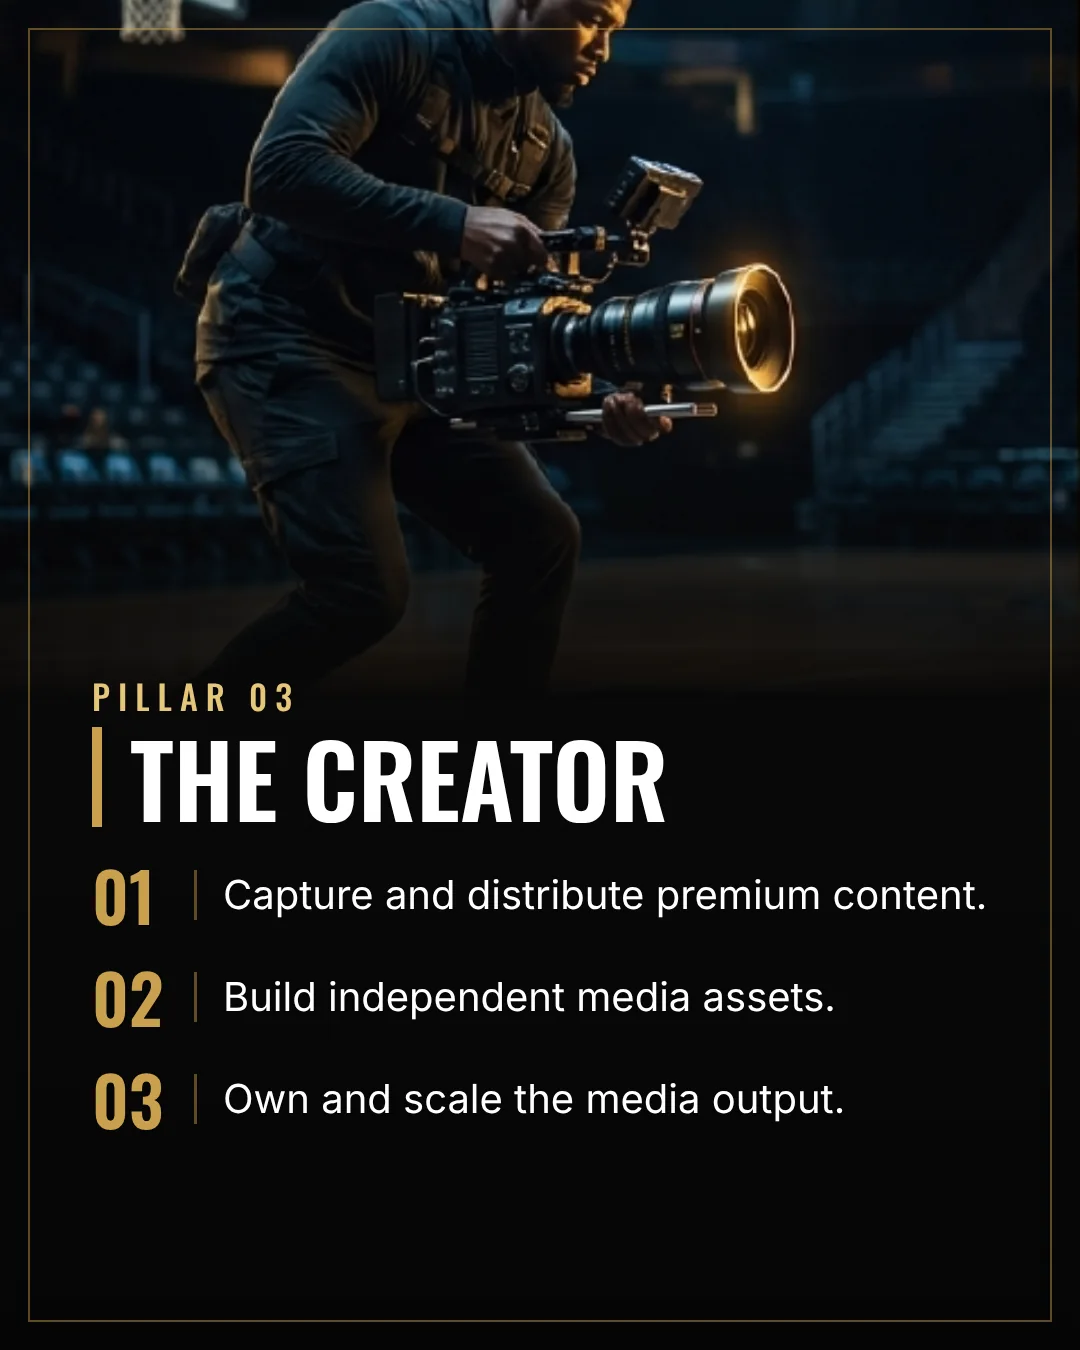 PILLAR 03
THE CREATOR
01 Capture and distribute premium content.
02 Build independent media assets.
03 Own and scale the media output.